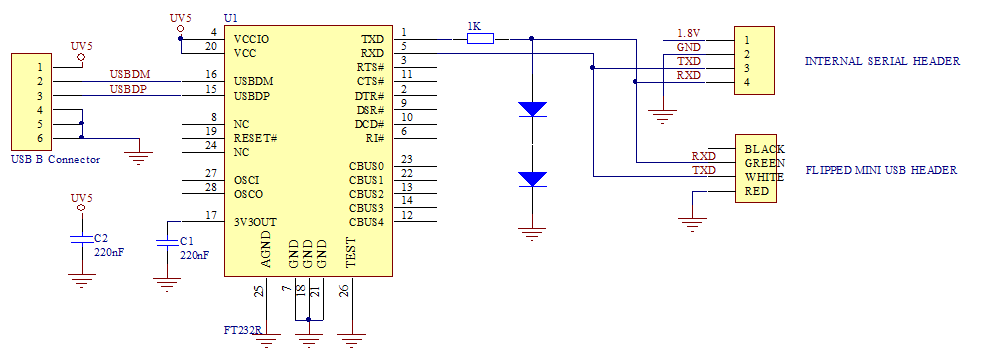 U1
UV5
4 VCCIO
20 VCC
16 USBDM
15 USBDP
8 NC
19 RESET#
24 NC
27 OSCI
28 OSCO
17 3V3OUT
TXD 1
RXD 5
RTS# 3
CTS# 11
DTR# 2
DSR# 9
DCD# 10
RI# 6
CBUS0 23
CBUS1 22
CBUS2 13
CBUS3 14
CBUS4 12
AGND
GND
GND
GND
TEST
25
7
18
21
26
FT232R
UV5
1
2
3
4
5
6
USBDM
USBDP
USB B Connector
UV5
C2
220nF
C1
220nF
1K
1.8V 1
GND 2
TXD 3
RXD 4
INTERNAL SERIAL HEADER
BLACK
RXD GREEN
TXD WHITE
RED
FLIPPED MINI USB HEADER